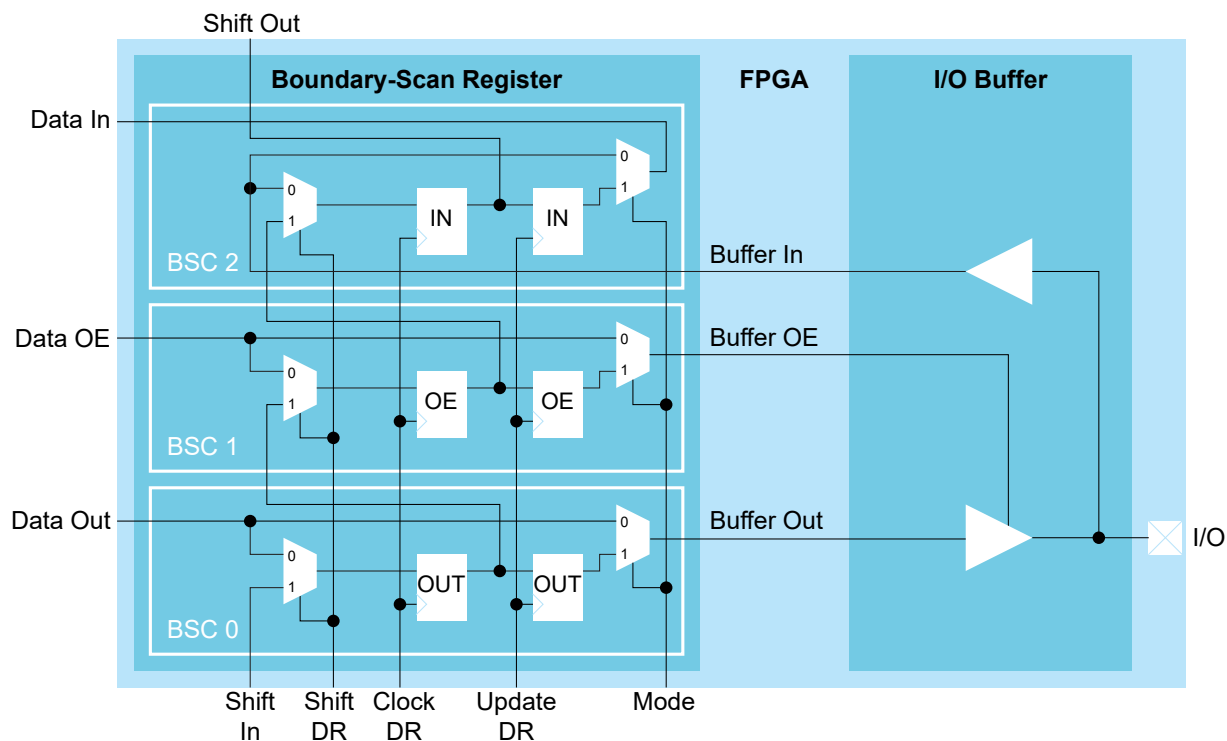 Shift Out
Boundary-Scan Register
FPGA
I/O Buffer
Data In
0
1
0
1
IN
IN
BSC 2
Buffer In
Data OE
Buffer OE
0
1
0
1
OE
OE
BSC 1
Data Out
Buffer Out
I/O
0
1
0
1
OUT
OUT
BSC 0
Shift
In
Shift
DR
Clock
DR
Update
DR
Mode